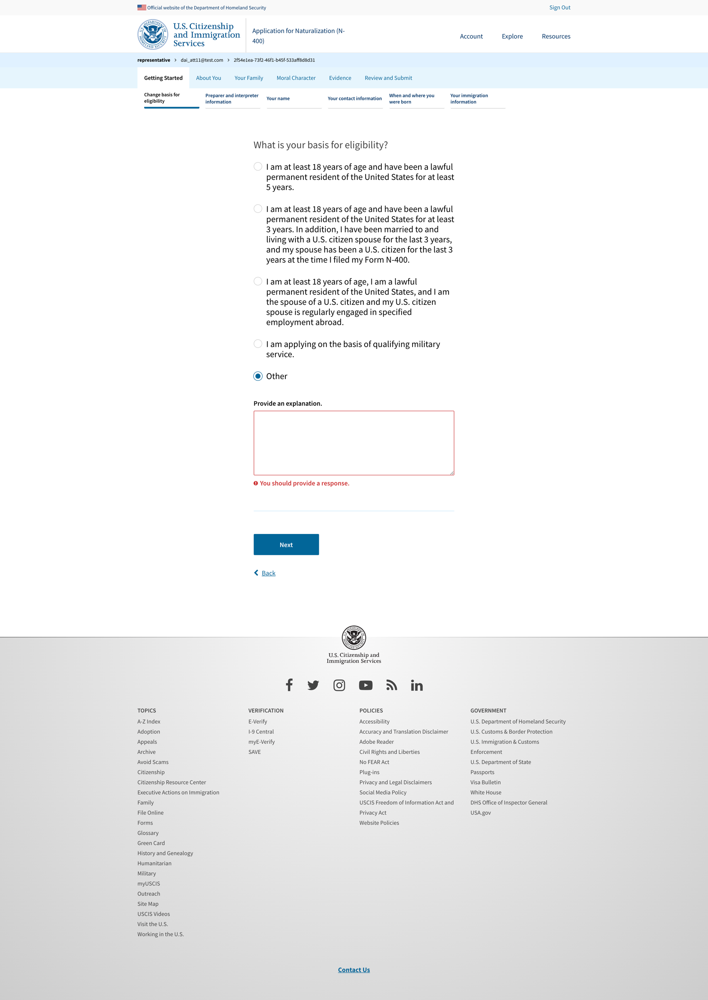 Official website of the Department of Homeland Security
Sign Out
U.S. Citizenship
and Immigration
Services
Application for Naturalization (N-
400)
Account
Explore
Resources
representative > dai_att11@test.com > 2f54e1ea-73f2-46f1-b45f-533aff8d8d31
Getting Started
About You
Your Family
Moral Character
Evidence
Review and Submit
Change basis for
eligibility
Preparer and interpreter
information
Your name
Your contact information
When and where you
were born
Your immigration
information
What is your basis for eligibility?
I am at least 18 years of age and have been a lawful
permanent resident of the United States for at least
5 years.
I am at least 18 years of age and have been a lawful
permanent resident of the United States for at least
3 years. In addition, I have been married to and
living with a U.S. citizen spouse for the last 3 years,
and my spouse has been a U.S. citizen for the last 3
years at the time I filed my Form N-400.
I am at least 18 years of age, I am a lawful
permanent resident of the United States, and I am
the spouse of a U.S. citizen and my U.S. citizen
spouse is regularly engaged in specified
employment abroad.
I am applying on the basis of qualifying military
service.
Other
Provide an explanation.
You should provide a response.
Next
Back
U.S. Citizenship and
Immigration Services
TOPICS
A-Z Index
Adoption
Appeals
Archive
Avoid Scams
Citizenship
Citizenship Resource Center
Executive Actions on Immigration
Family
File Online
Forms
Glossary
Green Card
History and Genealogy
Humanitarian
Military
myUSCIS
Outreach
Site Map
USCIS Videos
Visit the U.S.
Working in the U.S.
VERIFICATION
E-Verify
I-9 Central
myE-Verify
SAVE
POLICIES
Accessibility
Accuracy and Translation Disclaimer
Adobe Reader
Civil Rights and Liberties
No FEAR Act
Plug-ins
Privacy and Legal Disclaimers
Social Media Policy
USCIS Freedom of Information Act and
Privacy Act
Website Policies
GOVERNMENT
U.S. Department of Homeland Security
U.S. Customs & Border Protection
U.S. Immigration & Customs
Enforcement
U.S. Department of State
Passports
Visa Bulletin
White House
DHS Office of Inspector General
USA.gov
Contact Us